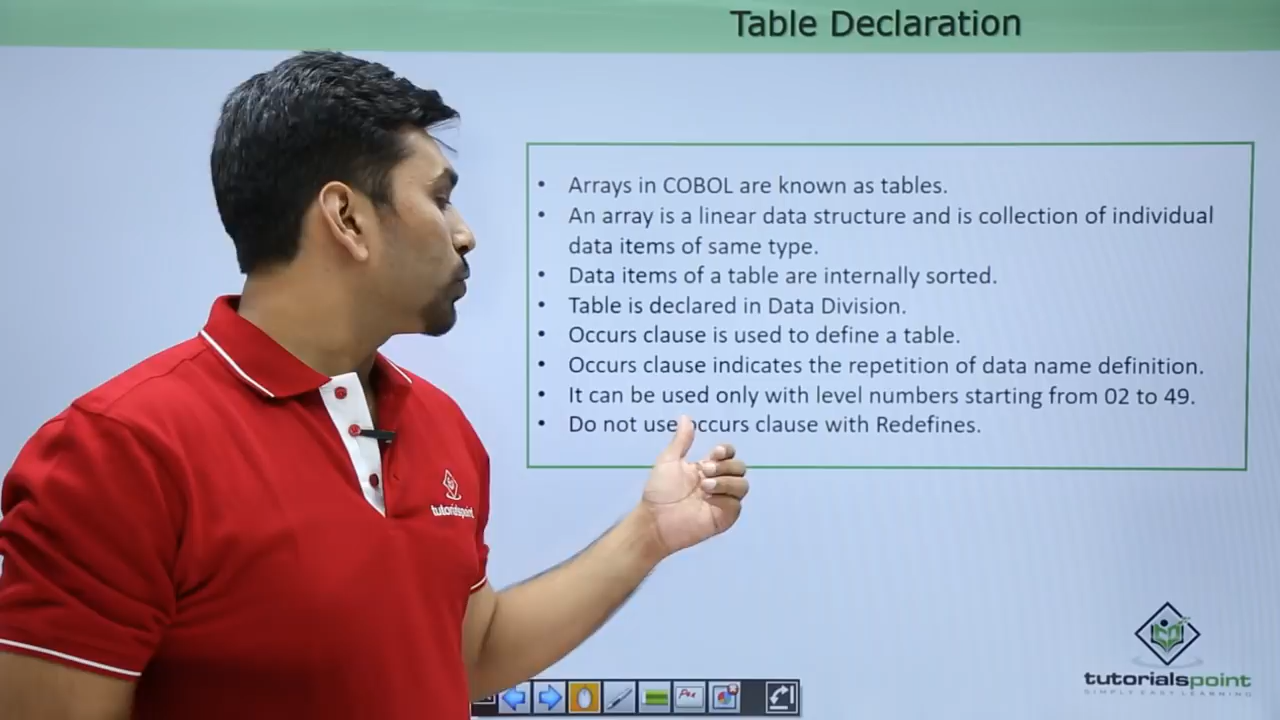 Table Declaration
• Arrays in COBOL are known as tables.
• An array is a linear data structure and is collection of individual
data items of same type.
• Data items of a table are internally sorted.
• Table is declared in Data Division.
• Occurs clause is used to define a table.
• Occurs clause indicates the repetition of data name definition.
• It can be used only with level numbers starting from 02 to 49.
• Do not use occurs clause with Redefines.
tutorialspoint
tutorialspoint
SIMPLY EASY LEARNING